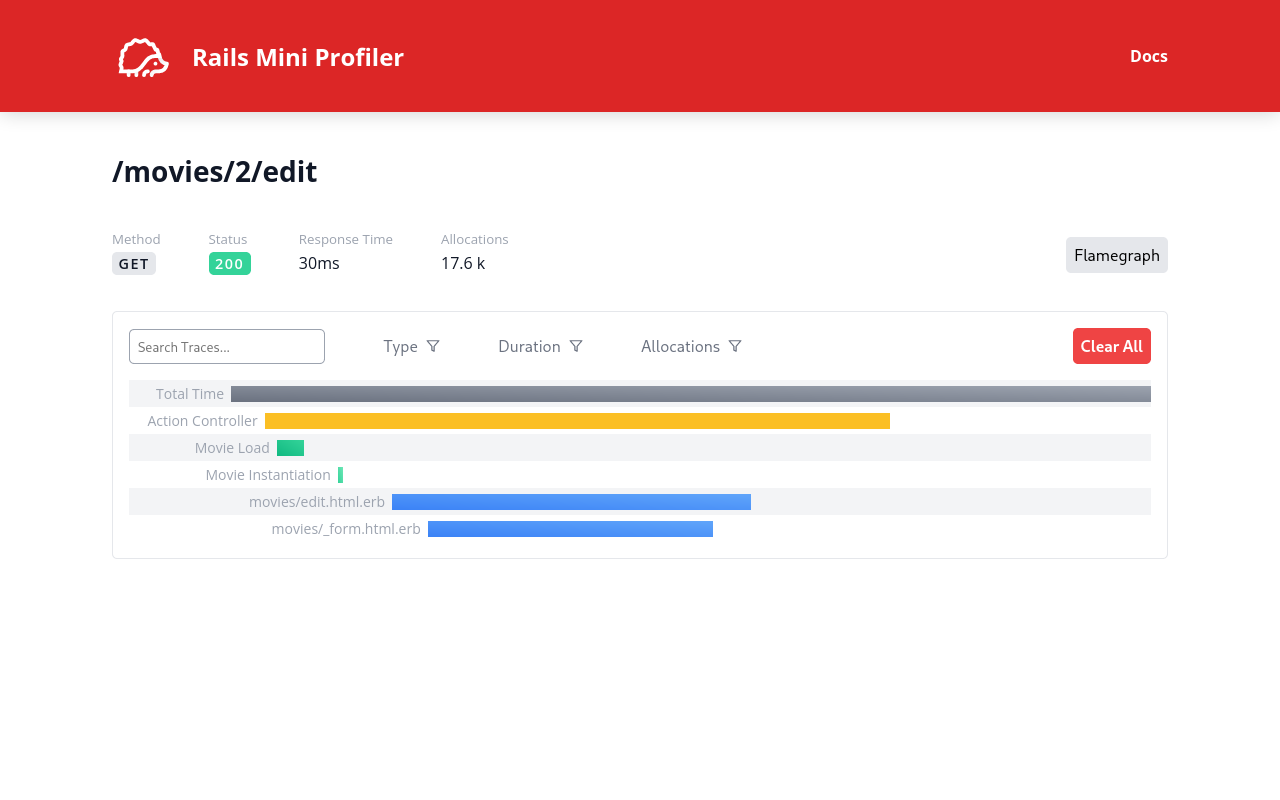 Rails Mini Profiler
Docs
/movies/2/edit
Method
Status
Response Time
Allocations
GET
200
30ms
17.6 k
Flamegraph
Search Traces...
Type
Duration
Allocations
Clear All
Total Time
Action Controller
Movie Load
Movie Instantiation
movies/edit.html.erb
movies/_form.html.erb